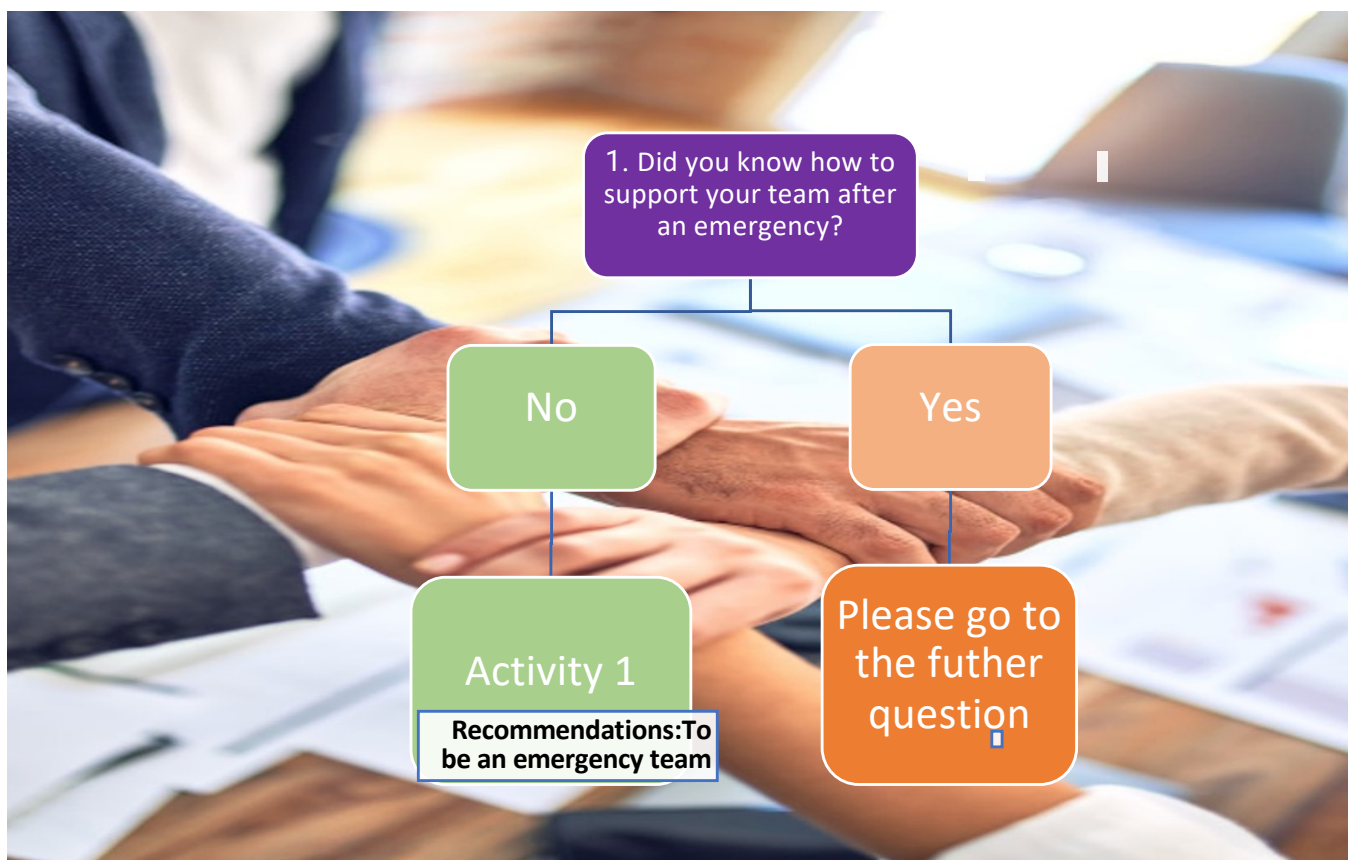 1. Did you know how to
support your team after
an emergency?
No
Yes
Activity 1
Recommendations:To
be an emergency team
Please go to
the futher
question